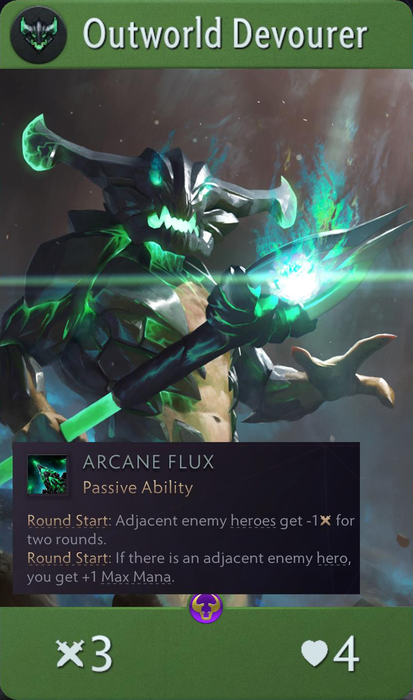 Outworld Devourer
ARCANE FLUX
Passive Ability
Round Start: Adjacent enemy heroes get -1 for
two rounds.
Round Start: If there is an adjacent enemy hero,
you get +1 Max Mana.
3
4